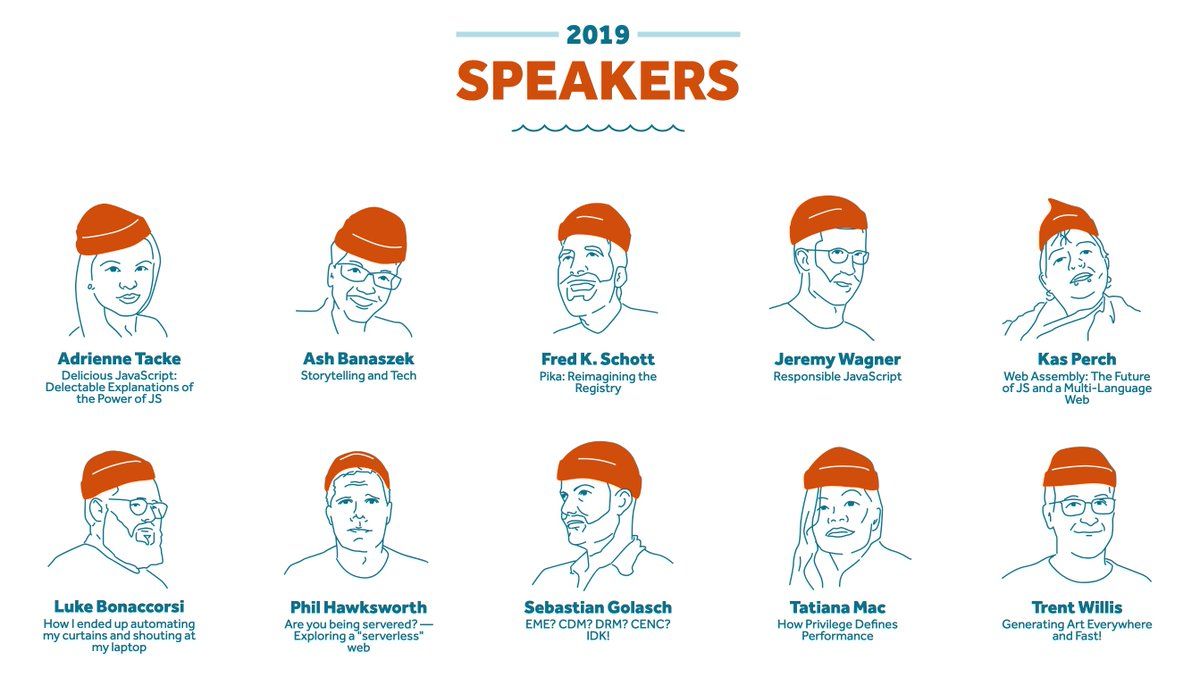 2019
SPEAKERS
Adrienne Tacke
Delicious JavaScript:
Delectable Explanations of
the Power of JS
Ash Banaszek
Storytelling and Tech
Fred K. Schott
Pika: Reimagining the
Registry
Jeremy Wagner
Responsible JavaScript
Kas Perch
Web Assembly: The Future
of JS and a Multi-Language
Web
Luke Bonaccorsi
How I ended up automating
my curtains and shouting at
my laptop
Phil Hawksworth
Are you being servered? —
Exploring a "serverless"
web
Sebastian Golasch
EME? CDM? DRM? CENC?
IDK!
Tatiana Mac
How Privilege Defines
Performance
Trent Willis
Generating Art Everywhere
and Fast!